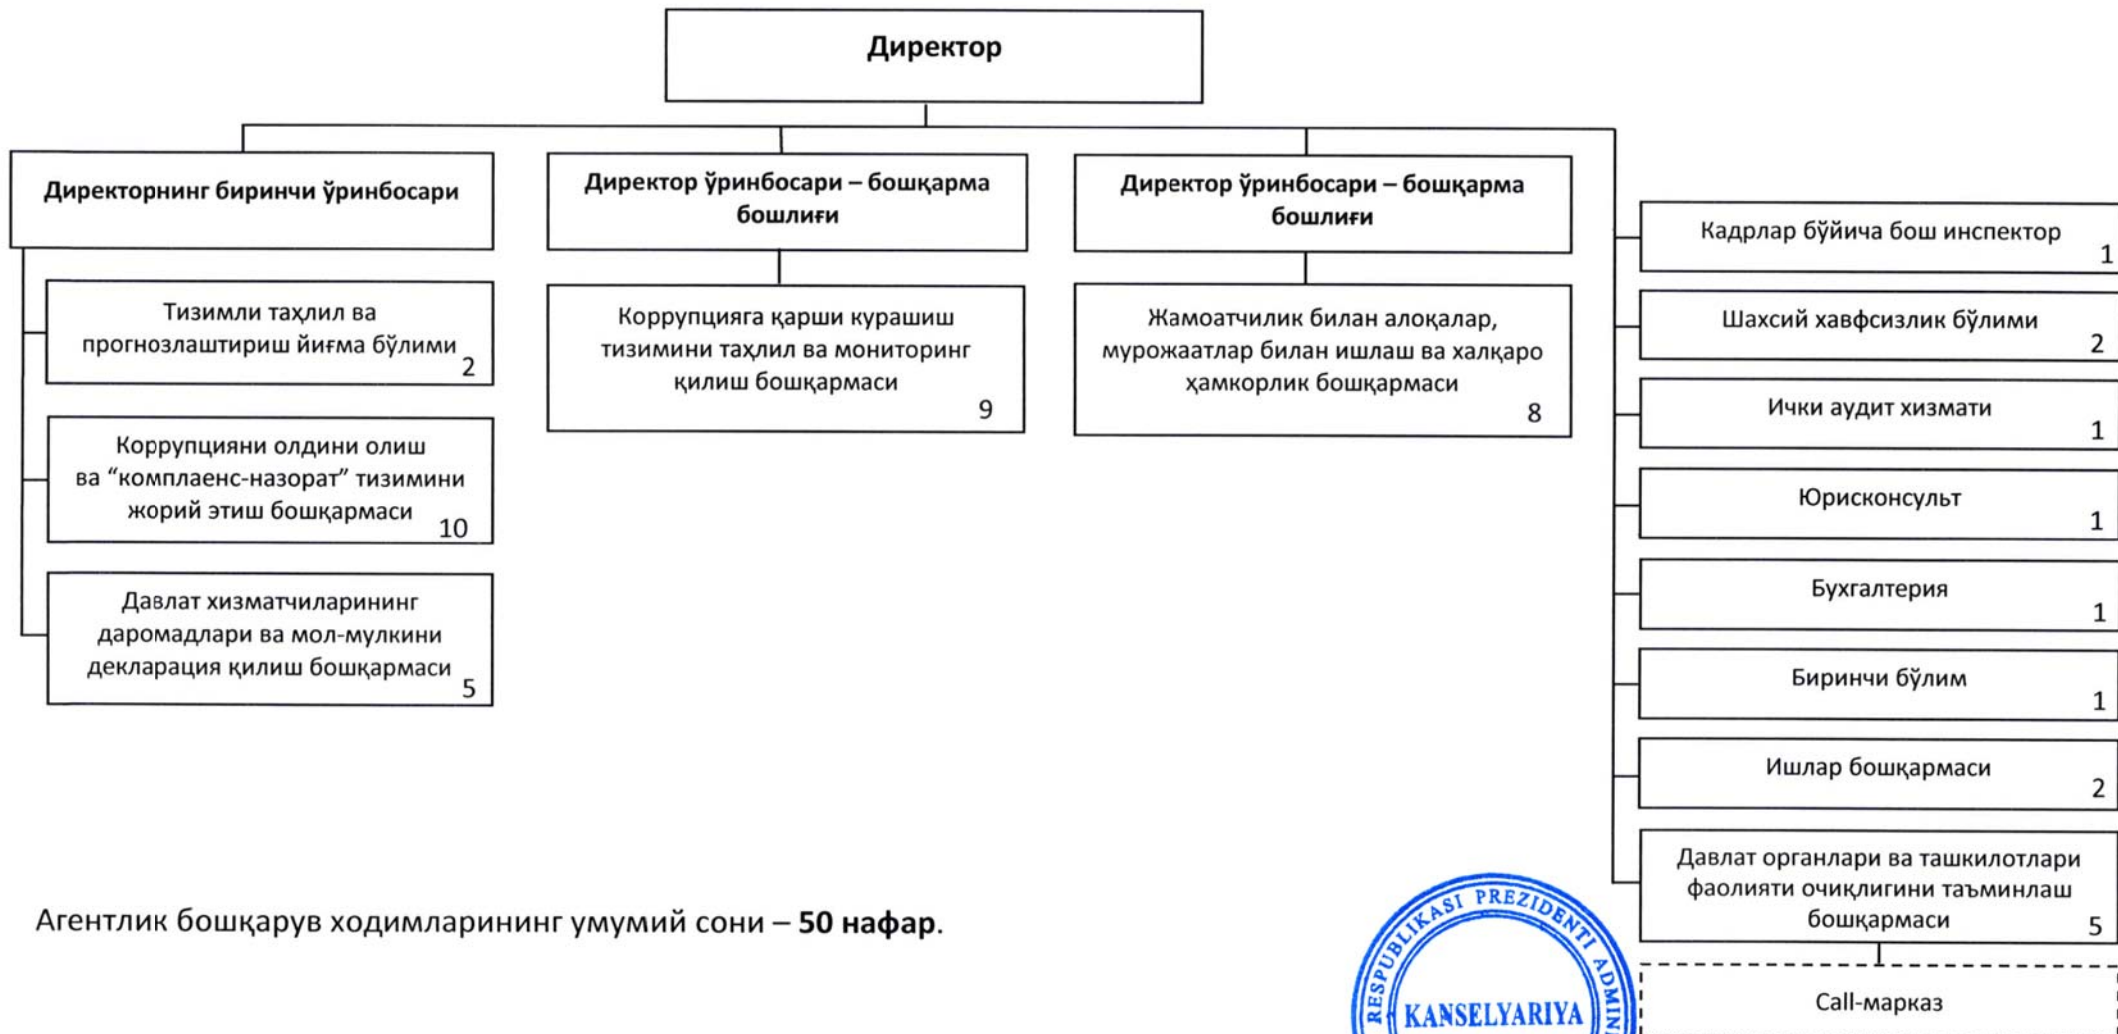 Директор
Директорнинг биринчи ўринбосари
Тизимли таҳлил ва
прогнозлаштириш йиғма бўлими
2
Коррупцияни олдини олиш
ва “комплаенс-назорат” тизимини
жорий этиш бошқармаси
10
Давлат хизматчиларининг
даромадлари ва мол-мулкини
декларация қилиш бошқармаси
5
Директор ўринбосари – бошқарма
бошлиғи
Коррупцияга қарши курашиш
тизимини таҳлил ва мониторинг
қилиш бошқармаси
9
Директор ўринбосари – бошқарма
бошлиғи
Жамоатчилик билан алоқалар,
мурожаатлар билан ишлаш ва халқаро
ҳамкорлик бошқармаси
8
Кадрлар бўйича бош инспектор
1
Шахсий хавфсизлик бўлими
2
Ички аудит хизмати
1
Юрисконсульт
1
Бухгалтерия
1
Биринчи бўлим
1
Ишлар бошқармаси
2
Давлат органлари ва ташкилотлари
фаолияти очиқлигини таъминлаш
бошқармаси
5
Call-марказ
Агентлик бошқарув ходимларининг умумий сони – 50 нафар.
RESPUBLIKASI PREZIDENTI
KANSELYARIYA